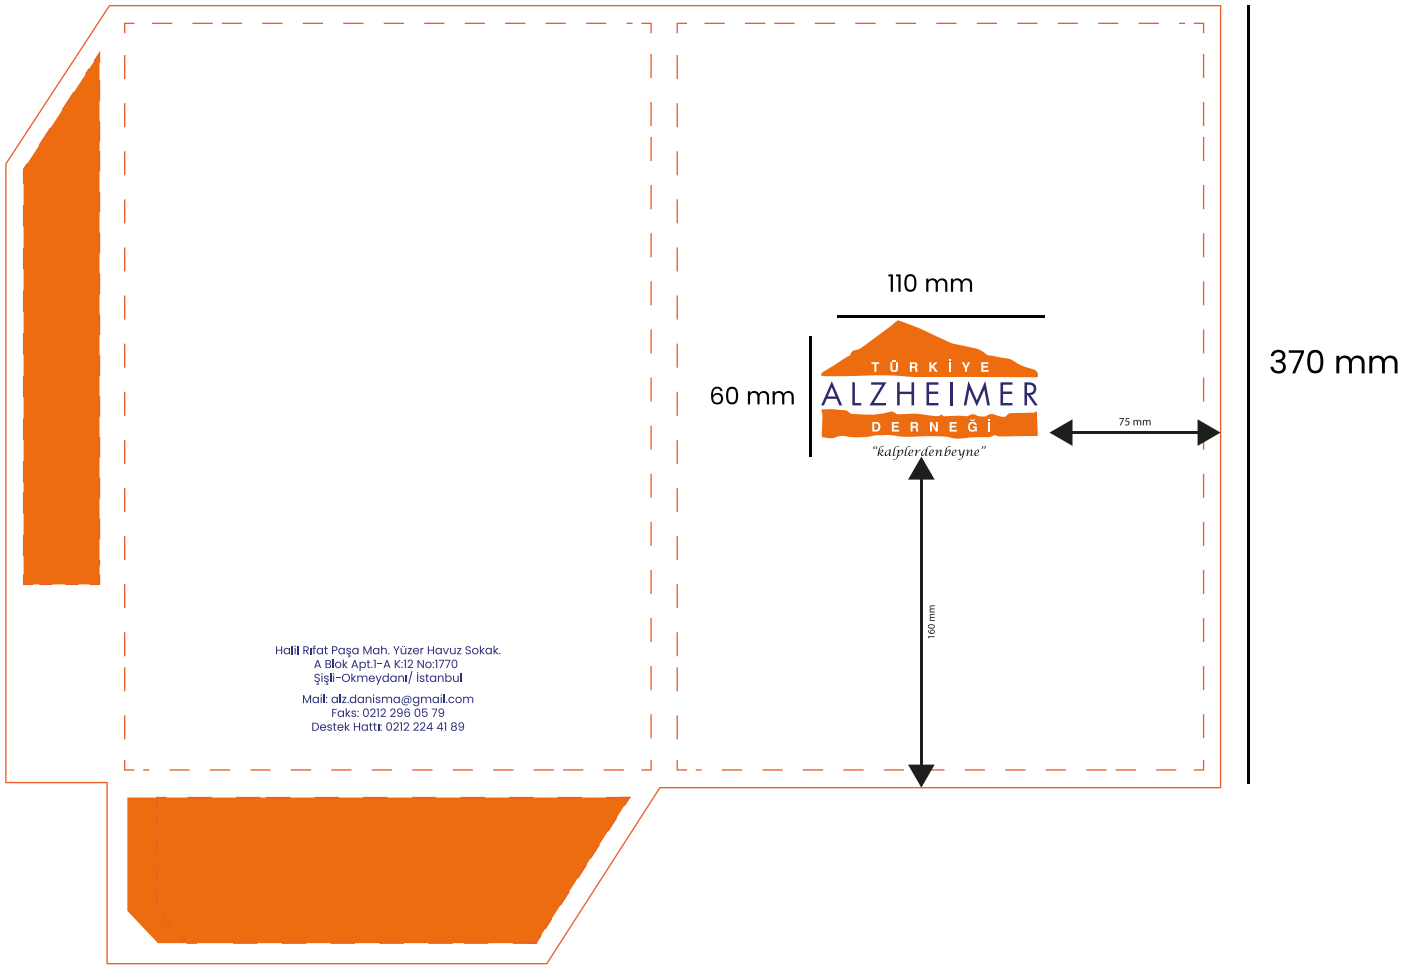 110 mm
370 mm
60 mm
TÜRKİYE
ALZHEIMER
DERNEĞİ
“kalplerdenbeyne”
75 mm
160 mm
Halil Rıfat Paşa Mah. Yüzer Havuz Sokak.
A Blok Apt.1-A K:12 No:1770
Şişli-Okmeydanı/ İstanbul
Mail: alz.danisma@gmail.com
Faks: 0212 296 05 79
Destek Hattı: 0212 224 41 89